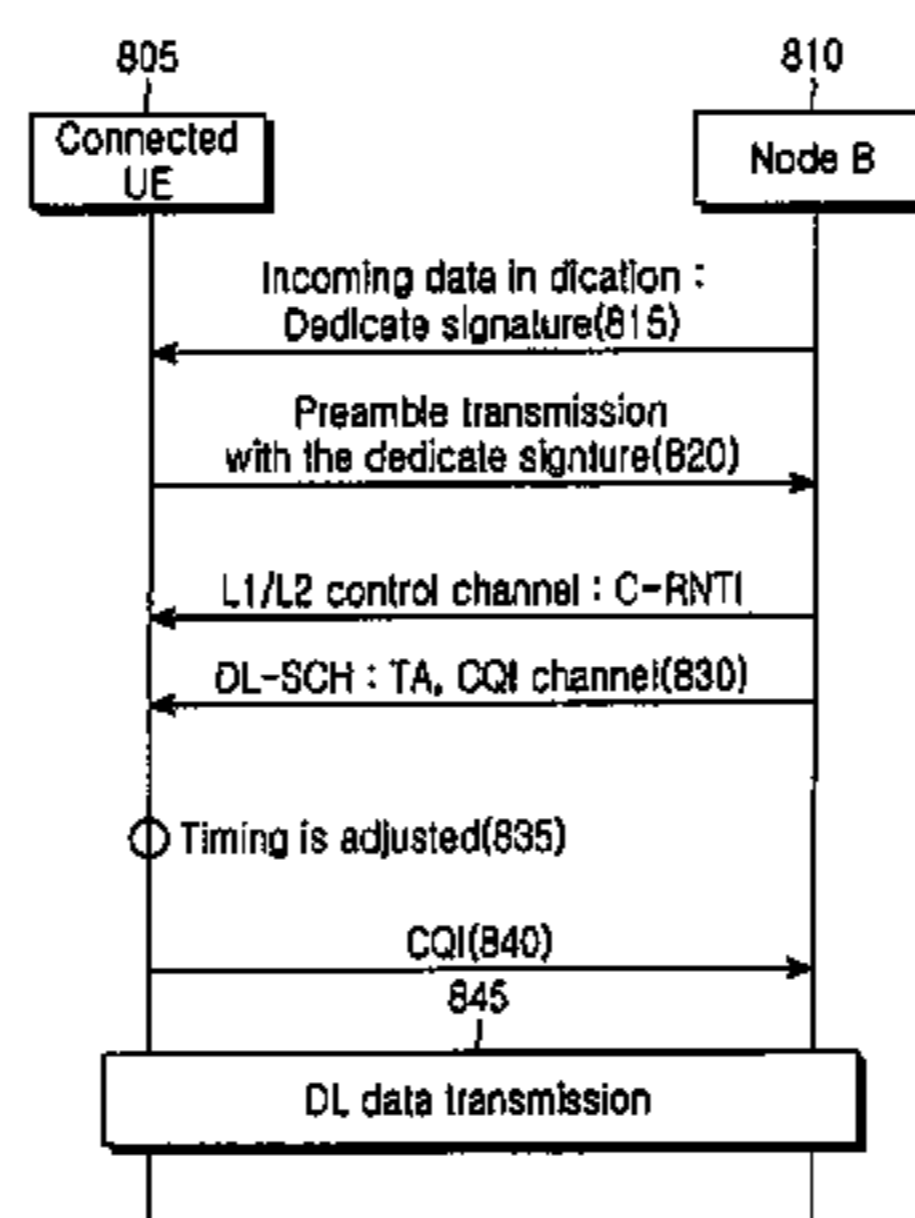 805
810
Connected
UE
Node B
Incoming data in dication :
Dedicate signature(815)
Preamble transmission
with the dedicate signture(820)
L1/L2 control channel : C-RNTI
DL-SCH : TA, CQI channel(830)
Timing is adjusted(835)
CQI(840)
845
DL data transmission